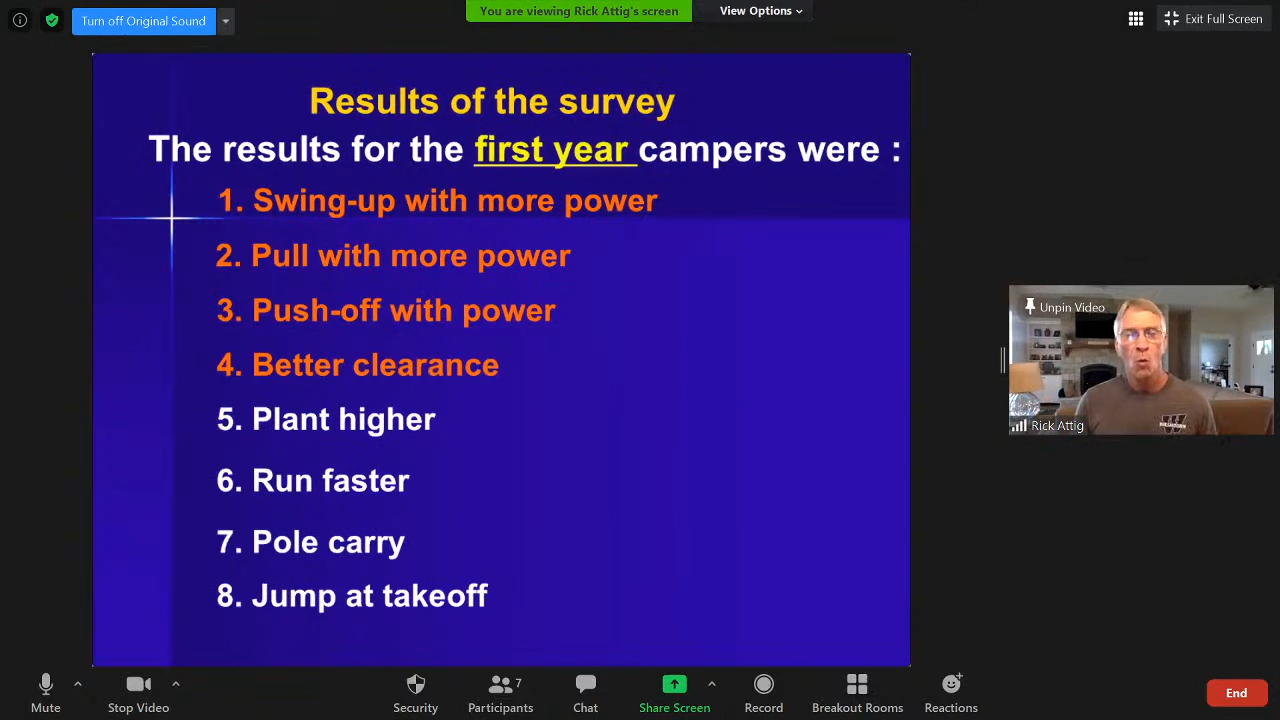 Turn off Original Sound
You are viewing Rick Attig's screen
View Options
Exit Full Screen
Results of the survey
The results for the first year campers were :
1. Swing-up with more power
2. Pull with more power
3. Push-off with power
4. Better clearance
5. Plant higher
6. Run faster
7. Pole carry
8. Jump at takeoff
Unpin Video
W
Rick Attig
Mute
Stop Video
Security
Participants
7
Chat
Share Screen
Record
Breakout Rooms
Reactions
End